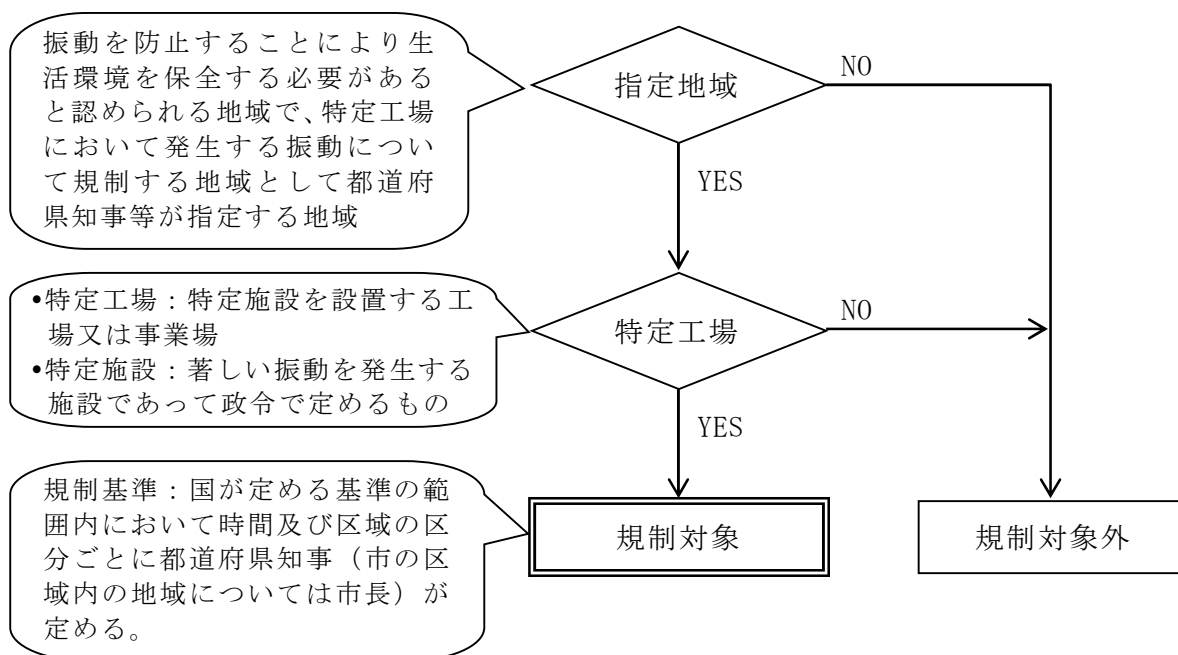 振動を防止することにより生
活環境を保全する必要がある
と認められる地域で、特定工場
において発生する振動につい
て規制する地域として都道府
県知事等が指定する地域
指定地域
NO
YES
•特定工場：特定施設を設置する工
場又は事業場
•特定施設：著しい振動を発生する
施設であって政令で定めるもの
特定工場
NO
YES
規制基準：国が定める基準の範
囲内において時間及び区域の区
分ごとに都道府県知事（市の区
域内の地域については市長）が
定める。
規制対象
規制対象外